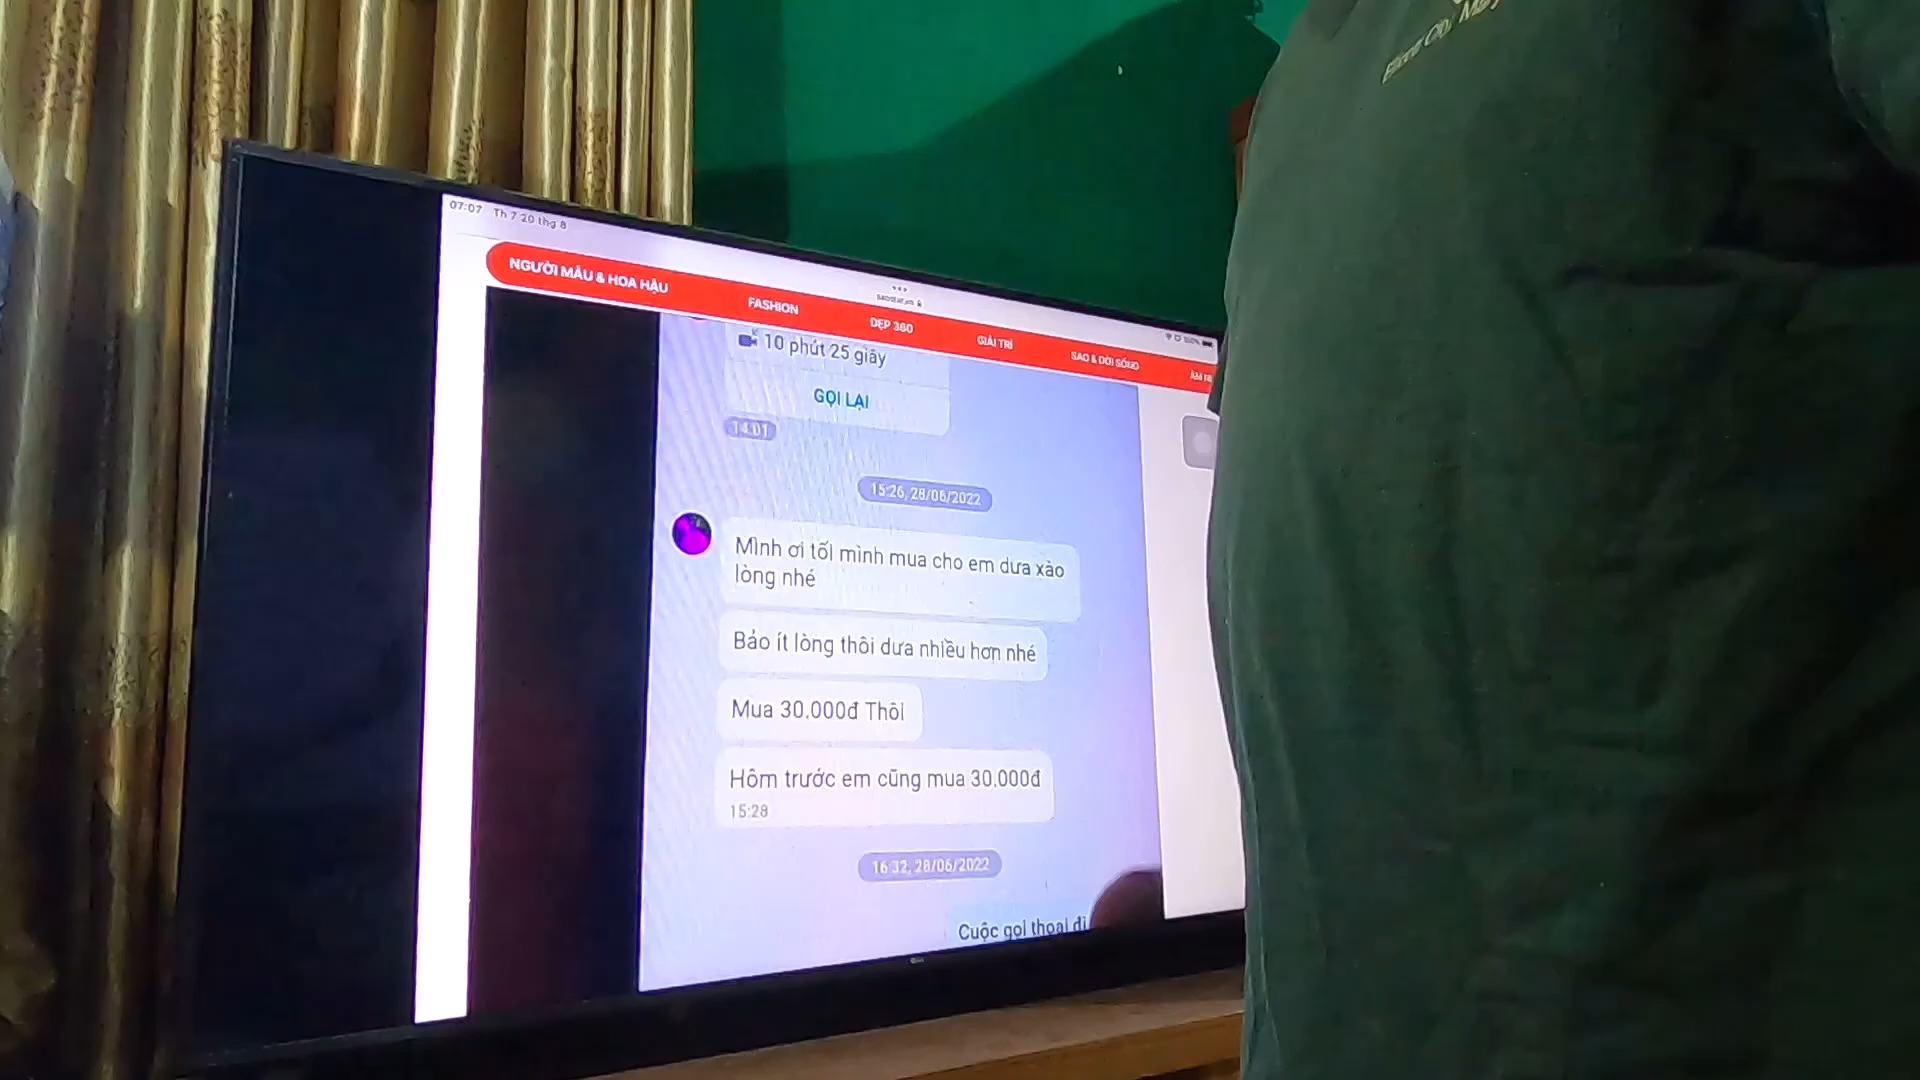 07:07 Th 7 20 thg 8
NGƯỜI MẪU & HOA HẬU
FASHION
ĐẸP 360
GIẢI TRÍ
SAO & ĐỜI SỐNG
10 phút 25 giây
GỌI LẠI
14:01
15:26, 28/06/2022
Mình ơi tối mình mua cho em dưa xào
lòng nhé
Bảo ít lòng thôi dưa nhiều hơn nhé
Mua 30.000đ Thôi
Hôm trước em cũng mua 30.000đ
15:28
16:32, 28/06/2022
Cuộc gọi thoại đi